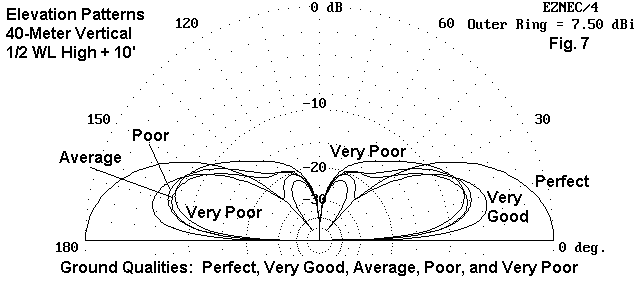 Elevation Patterns
40-Meter Vertical
1/2 WL High + 10'
120
0 dB
60
EZNEC/4
Outer Ring = 7.50 dBi
Fig. 7
-10
150
30
Poor
Average
-20
Very Poor
Perfect
-30
Very Poor
Very
Good
180
0 deg.
Ground Qualities: Perfect, Very Good, Average, Poor, and Very Poor